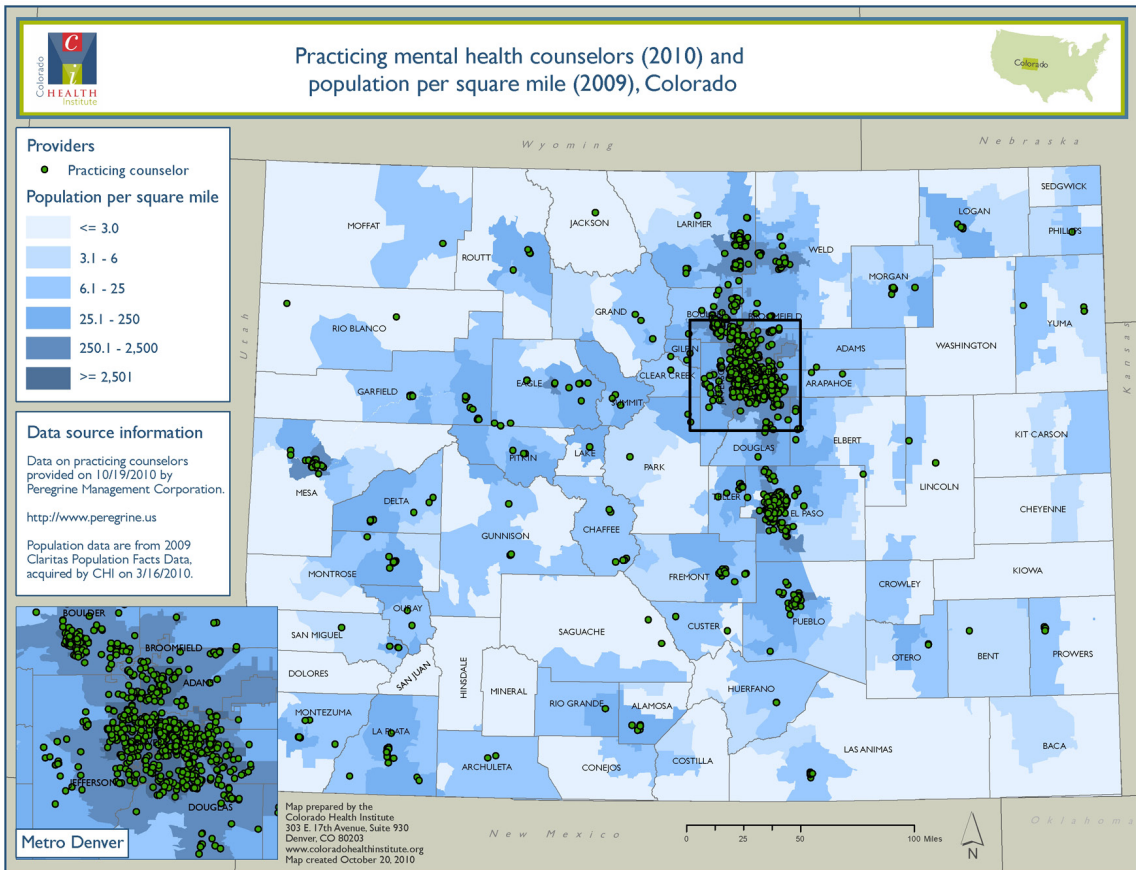 Colorado
C
i
HEALTH
Institute
Practicing mental health counselors (2010) and
population per square mile (2009), Colorado
Colorado
Providers
Practicing counselor
Population per square mile
<= 3.0
3.1 - 6
6.1 - 25
25.1 - 250
250.1 - 2,500
>= 2,501
Data source information
Data on practicing counselors
provided on 10/19/2010 by
Peregrine Management Corporation.
http://www.peregrine.us
Population data are from 2009
Claritas Population Facts Data,
acquired by CHI on 3/16/2010.
Wyoming
Nebraska
Utah
Kansas
New Mexico
Oklahoma
SEDGWICK
LOGAN
PHILLIPS
MOFFAT
JACKSON
LARIMER
WELD
ROUTT
MORGAN
GRAND
YUMA
RIO BLANCO
BROOMFIELD
WASHINGTON
GILPIN
ADAMS
CLEAR CREEK
ARAPAHOE
GARFIELD
EAGLE
SUMMIT
KIT CARSON
DOUGLAS
ELBERT
PITKIN
LAKE
PARK
LINCOLN
MESA
DELTA
TELLER
EL PASO
CHEYENNE
GUNNISON
CHAFFEE
MONTROSE
FREMONT
KIOWA
CROWLEY
OURAY
SAN MIGUEL
SAGUACHE
CUSTER
PUEBLO
OTERO
BENT
PROWERS
DOLORES
SAN JUAN
HINSDALE
MINERAL
HUERFANO
RIO GRANDE
ALAMOSA
MONTEZUMA
LA PLATA
LAS ANIMAS
BACA
ARCHULETA
CONEJOS
COSTILLA
BOULDER
BROOMFIELD
JEFFERSON
DOUGLAS
Metro Denver
Map prepared by the
Colorado Health Institute
303 E. 17th Avenue, Suite 930
Denver, CO 80203
www.coloradohealthinstitute.org
Map created October 20, 2010
0
50
100 Miles
N